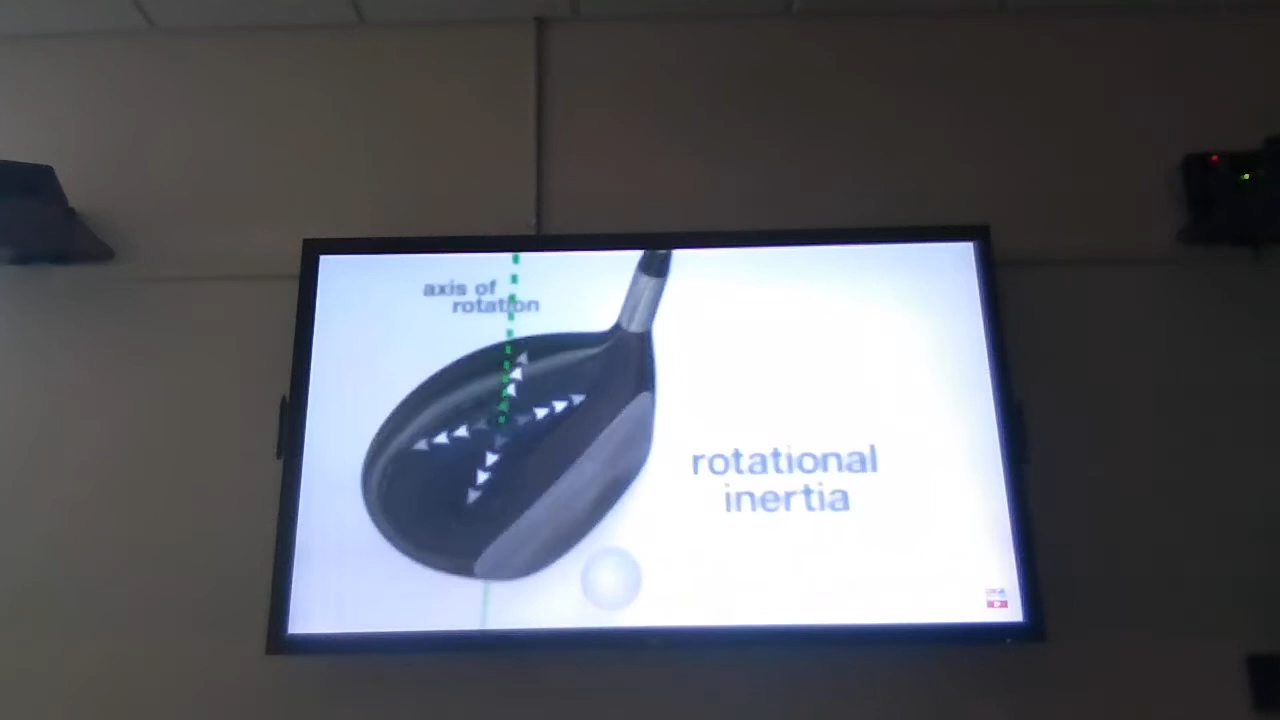 axis of
rotation
rotational
inertia